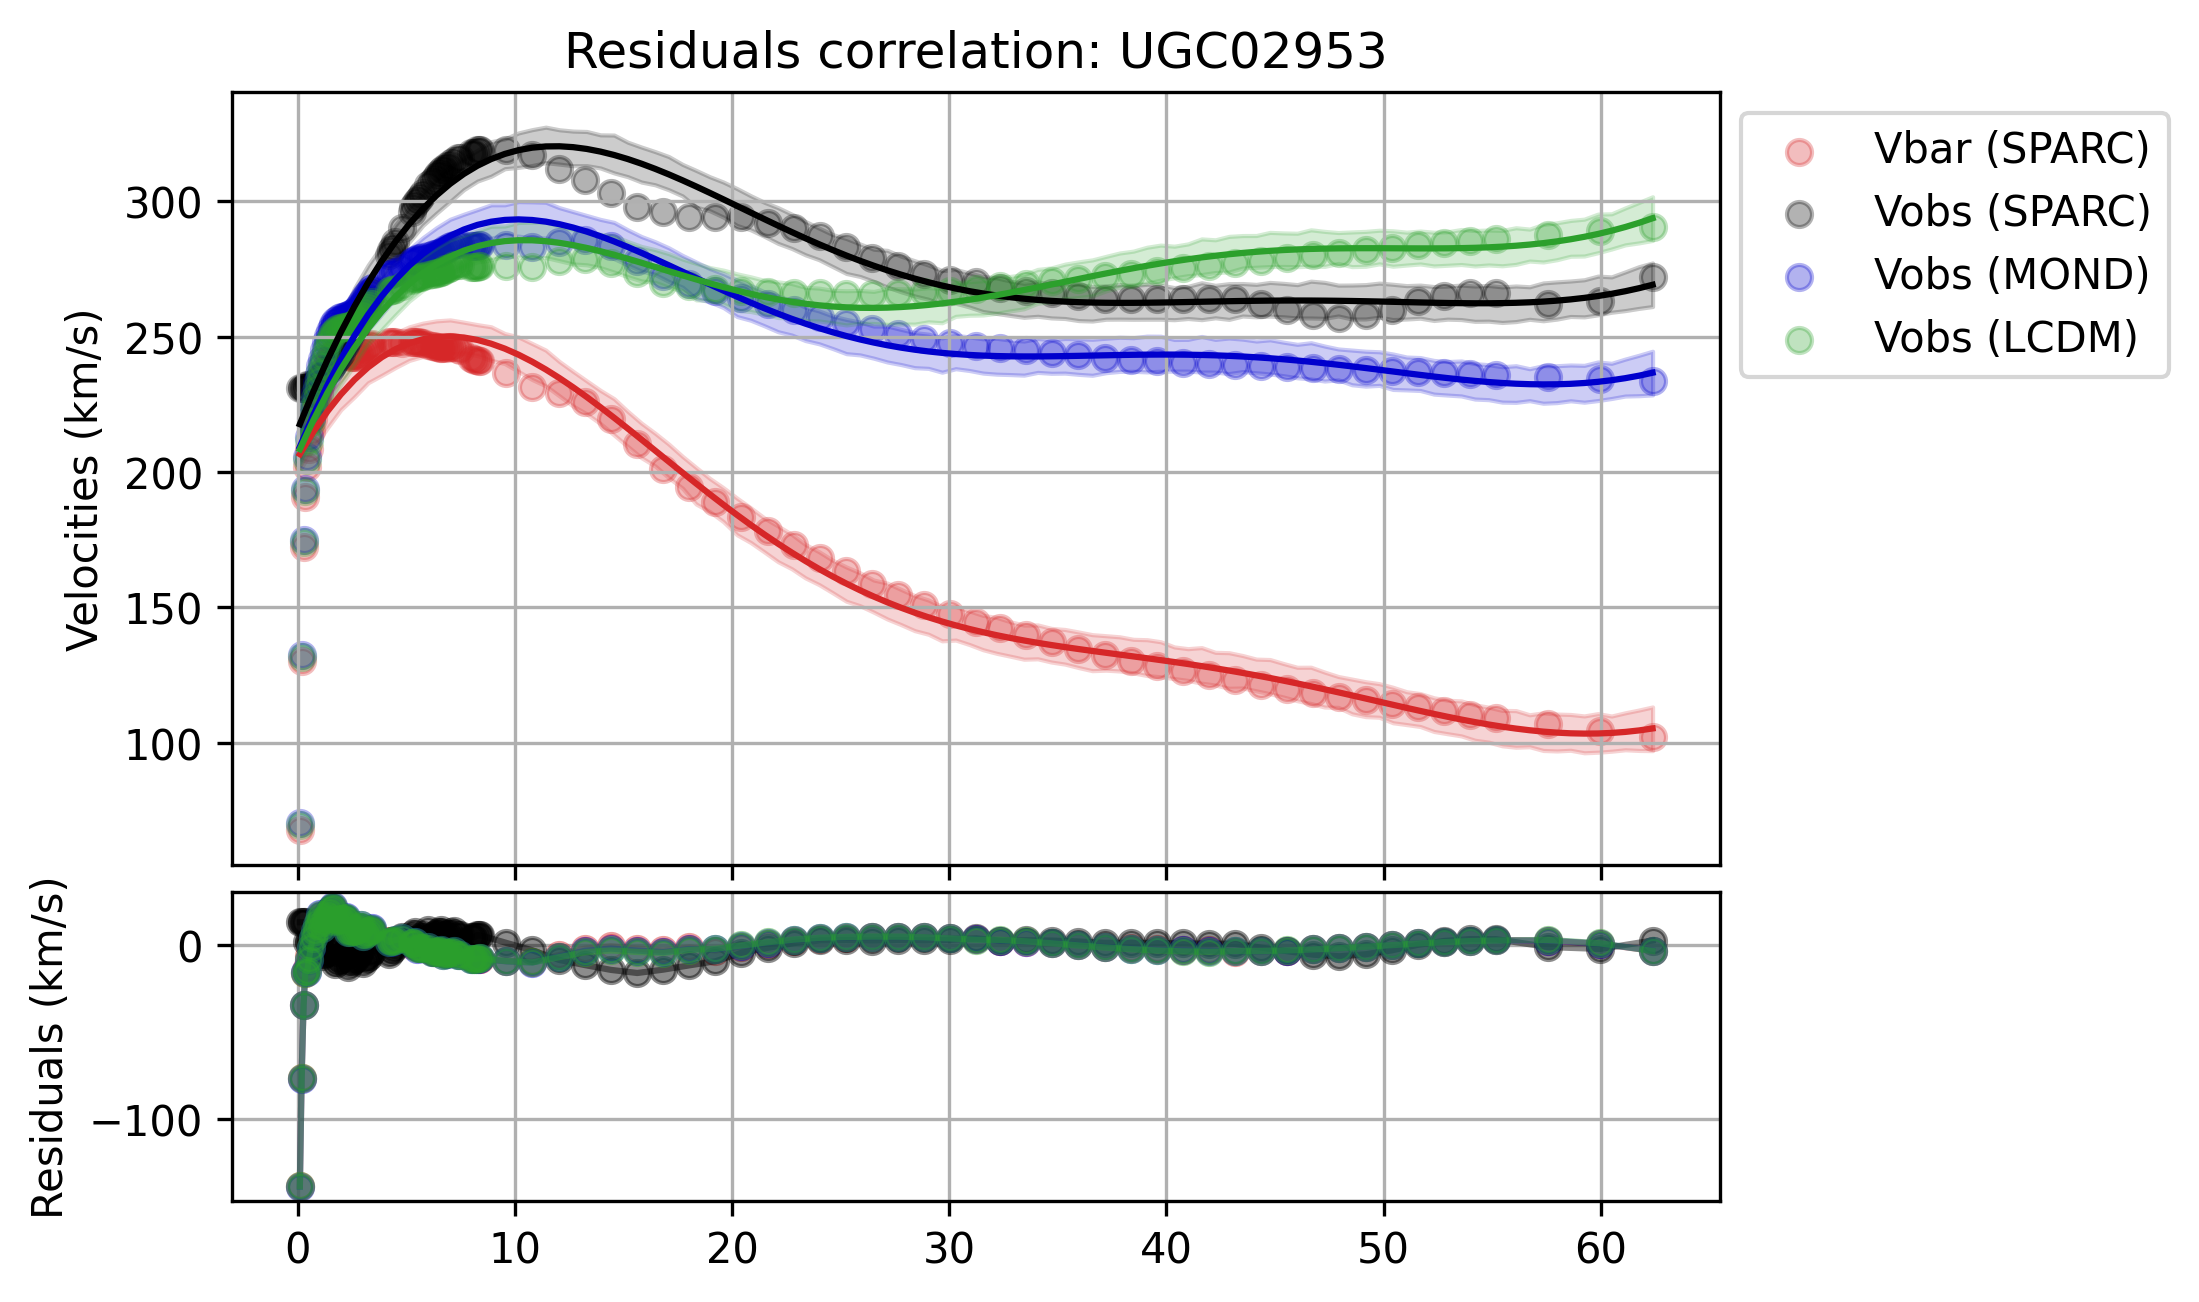 Residuals correlation: UGC02953
Velocities (km/s)
300
250
200
150
100
Vbar (SPARC)
Vobs (SPARC)
Vobs (MOND)
Vobs (LCDM)
Residuals (km/s)
0
−100
0 10 20 30 40 50 60